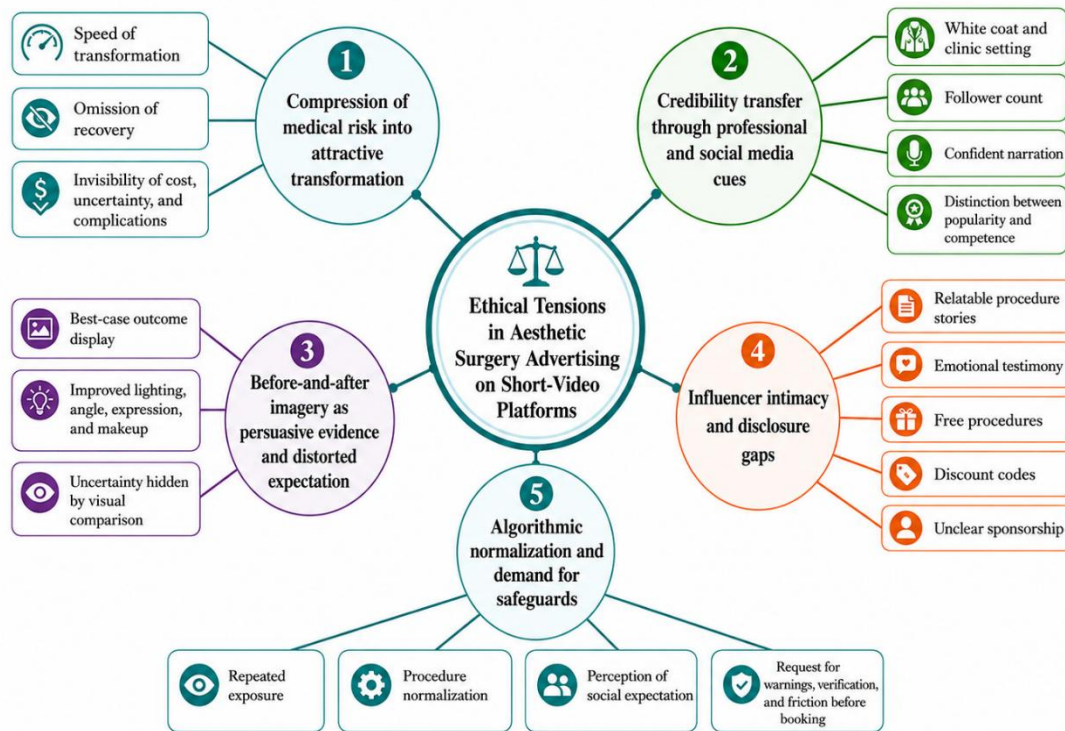 Speed of
transformation
Omission of
recovery
Invisibility of cost,
uncertainty, and
complications
1
Compression of
medical risk into
attractive
transformation
2
Credibility transfer
through professional
and social media
cues
White coat and
clinic setting
Follower count
Confident narration
Distinction between
popularity and
competence
Ethical Tensions
in Aesthetic
Surgery Advertising
on Short-Video
Platforms
Best-case outcome
display
Improved lighting,
angle, expression,
and makeup
Uncertainty hidden
by visual
comparison
3
Before-and-after
imagery as
persuasive evidence
and distorted
expectation
4
Influencer intimacy
and disclosure
gaps
Relatable procedure
stories
Emotional testimony
Free procedures
Discount codes
Unclear sponsorship
5
Algorithmic
normalization and
demand for
safeguards
Repeated
exposure
Procedure
normalization
Perception of
social expectation
Request for
warnings, verification,
and friction before
booking